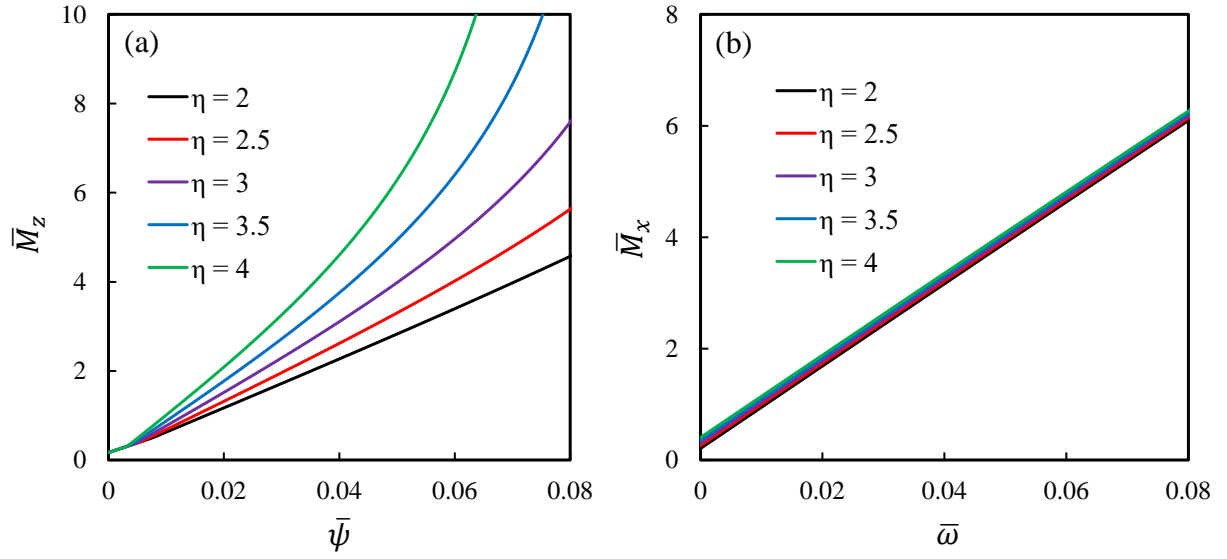 (a)
10
8
6
4
2
0
M̄z
η = 2
η = 2.5
η = 3
η = 3.5
η = 4
0 0.02 0.04 0.06 0.08
ψ̄
(b)
8
6
4
2
0
M̄x
η = 2
η = 2.5
η = 3
η = 3.5
η = 4
0 0.02 0.04 0.06 0.08
ω̄